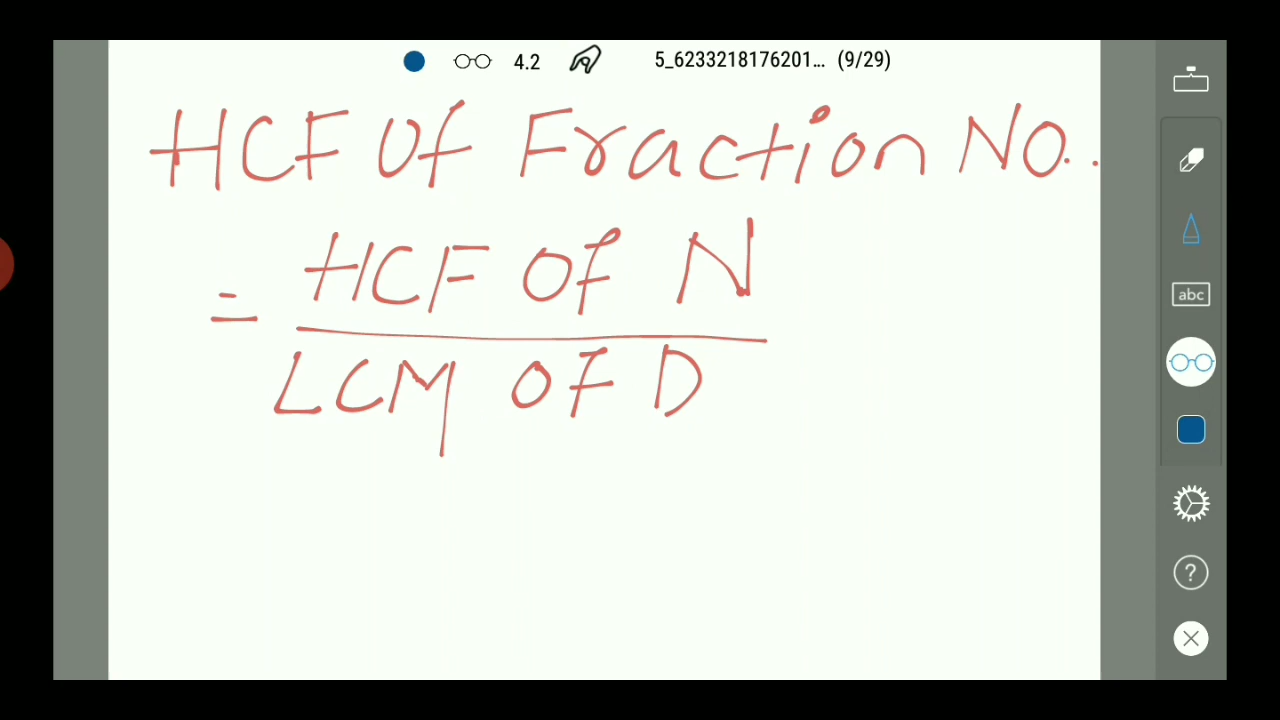 4.2 5_6233218176201... (9/29)
HCF Of Fraction No..
= HCF Of N
LCM OF D
abc
?